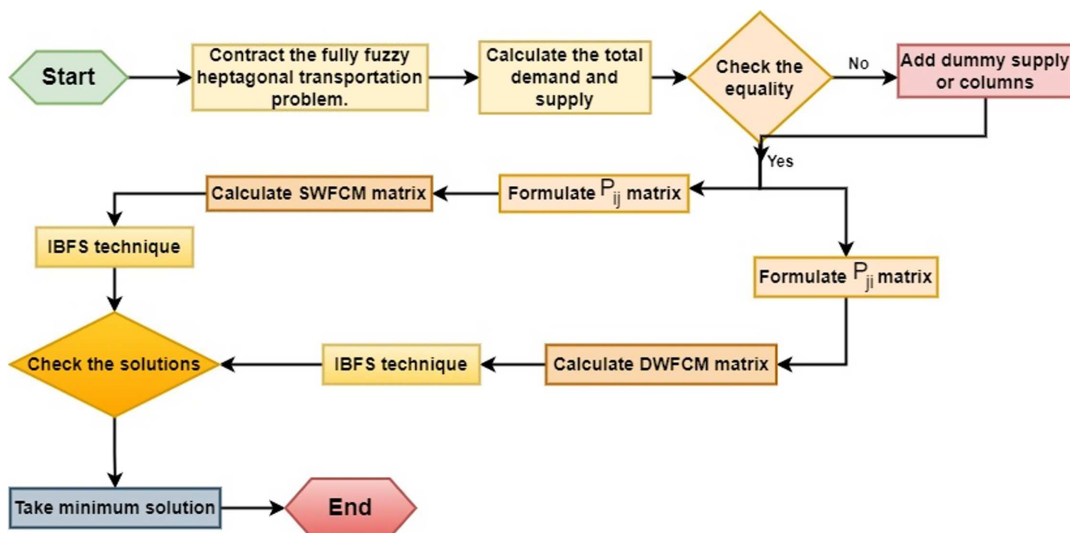 Start
Contract the fully fuzzy
heptagonal transportation
problem.
Calculate the total
demand and
supply
Check the
equality
No
Add dummy supply
or columns
Yes
Calculate SWFCM matrix
Formulate Pij matrix
IBFS technique
Formulate Pji matrix
Check the solutions
IBFS technique
Calculate DWFCM matrix
Take minimum solution
End